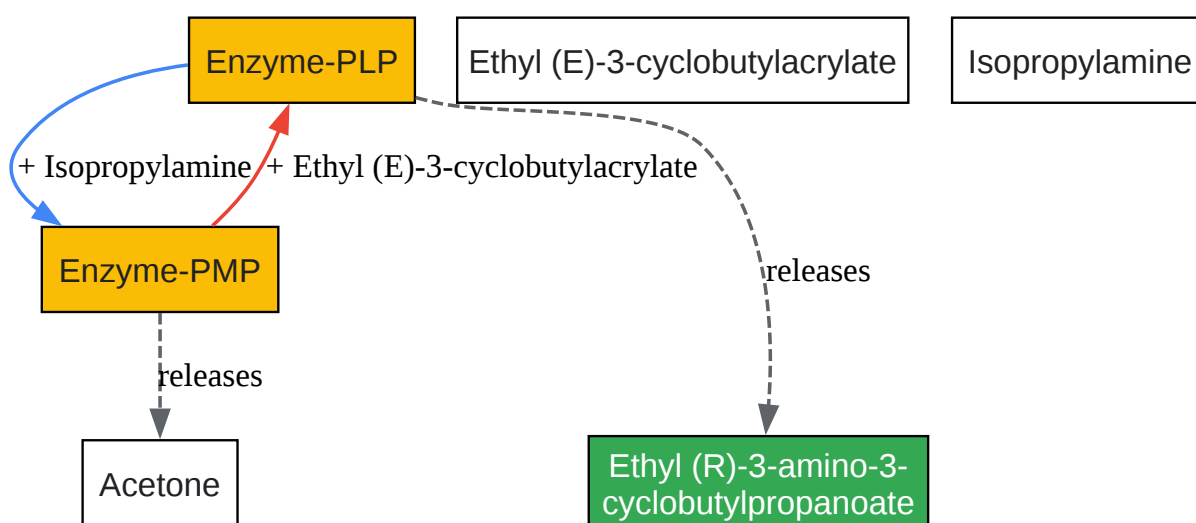 Enzyme-PLP
Ethyl (E)-3-cyclobutylacrylate
Isopropylamine
+ Isopropylamine
+ Ethyl (E)-3-cyclobutylacrylate
Enzyme-PMP
releases
releases
Acetone
Ethyl (R)-3-amino-3-
cyclobutylpropanoate